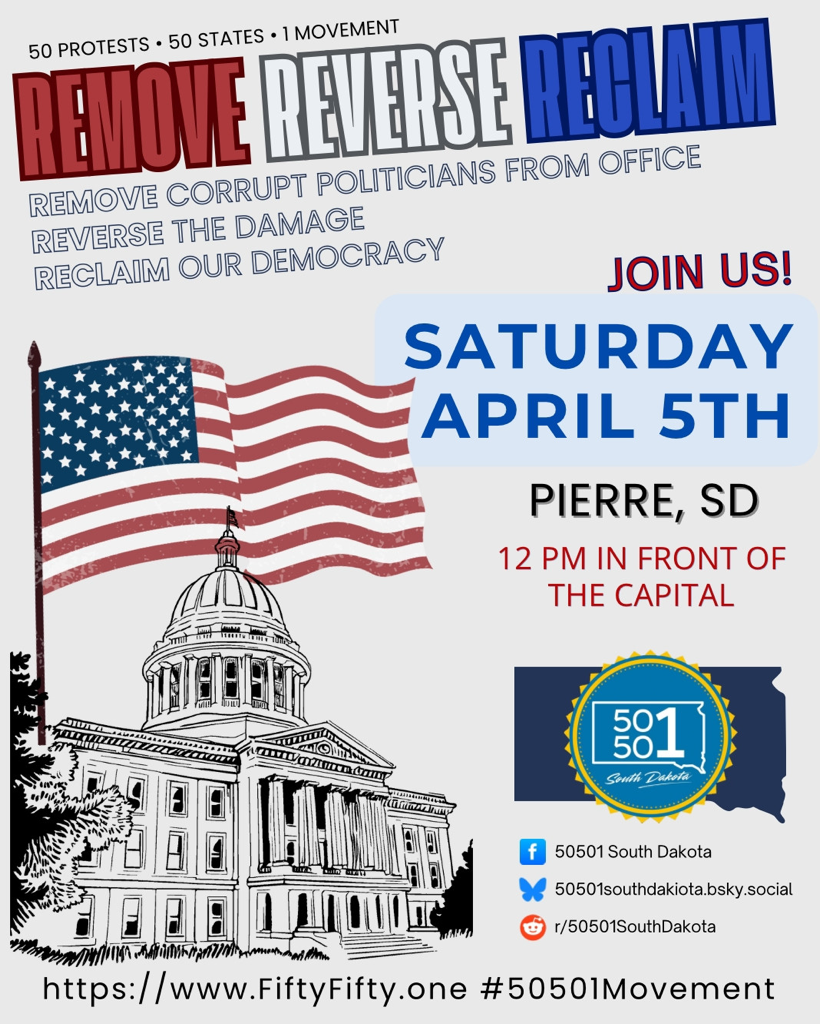 50 PROTESTS • 50 STATES • 1 MOVEMENT
REMOVE REVERSE RECLAIM
REMOVE CORRUPT POLITICIANS FROM OFFICE
REVERSE THE DAMAGE
RECLAIM OUR DEMOCRACY
JOIN US!
SATURDAY
APRIL 5TH
PIERRE, SD
12 PM IN FRONT OF
THE CAPITAL
50
501
South Dakota
50501 South Dakota
50501southdakiota.bsky.social
r/50501SouthDakota
https://www.FiftyFifty.one #50501Movement